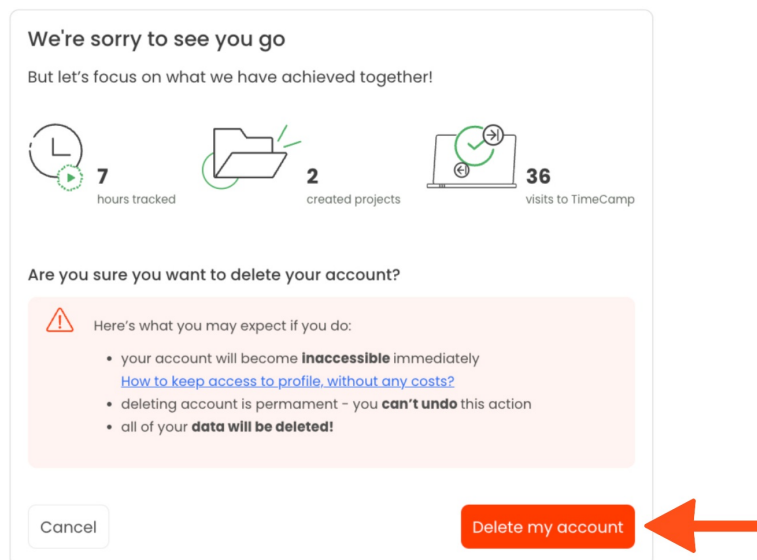 We're sorry to see you go
But let's focus on what we have achieved together!
7
hours tracked
2
created projects
36
visits to TimeCamp
Are you sure you want to delete your account?
Here's what you may expect if you do:
• your account will become inaccessible immediately
How to keep access to profile, without any costs?
• deleting account is permament - you can't undo this action
• all of your data will be deleted!
Cancel
Delete my account